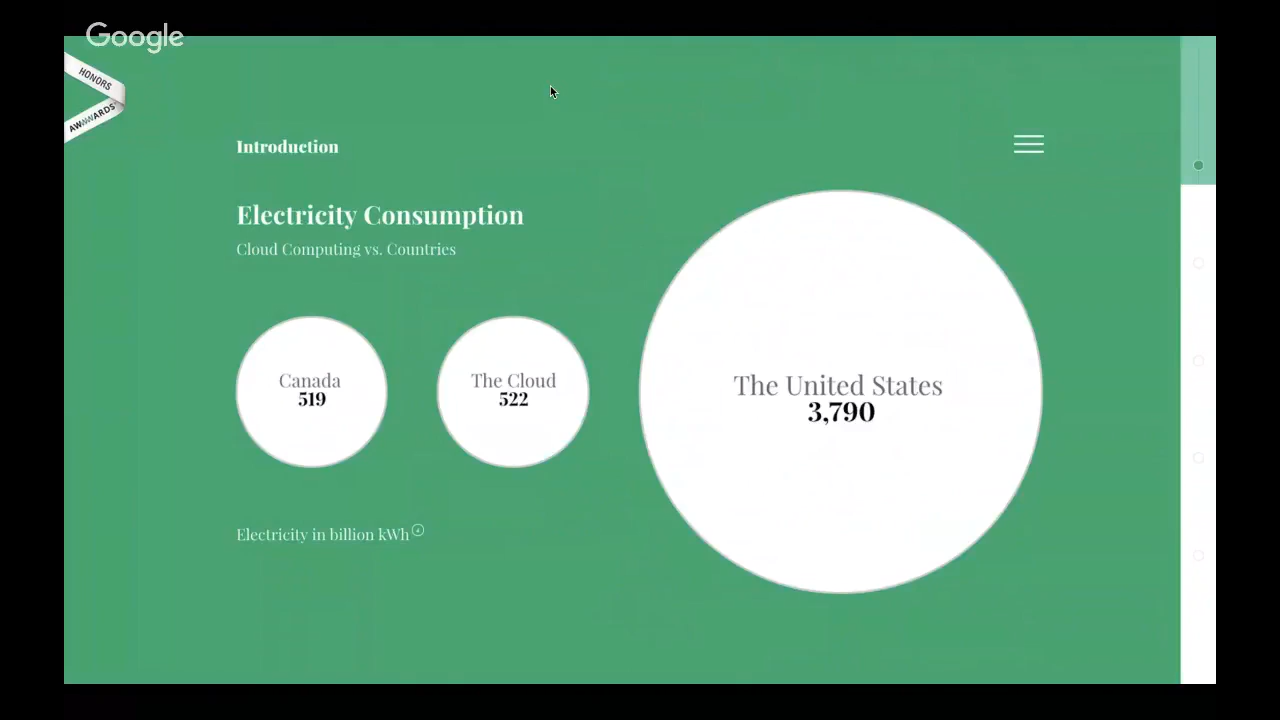 Google
HONORS
AWWWARDS
Introduction
Electricity Consumption
Cloud Computing vs. Countries
Canada
519
The Cloud
522
The United States
3,790
Electricity in billion kWh